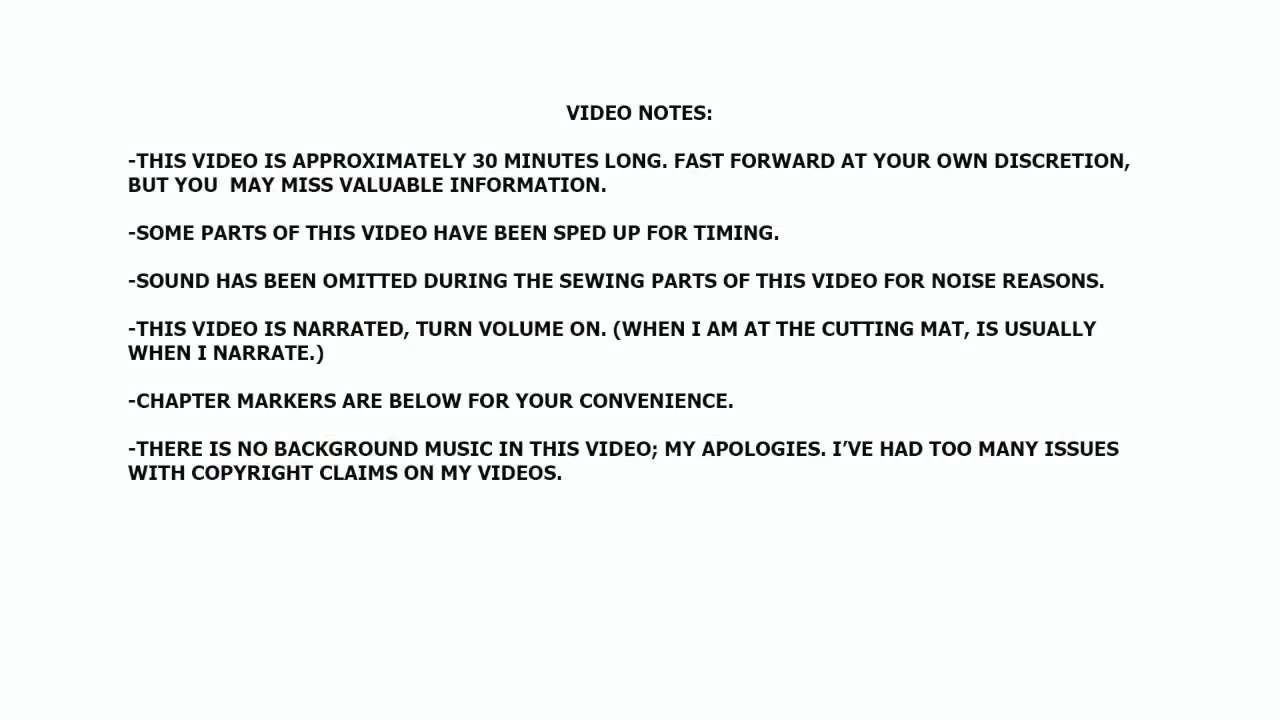 VIDEO NOTES:
-THIS VIDEO IS APPROXIMATELY 30 MINUTES LONG. FAST FORWARD AT YOUR OWN DISCRETION,
BUT YOU  MAY MISS VALUABLE INFORMATION.
-SOME PARTS OF THIS VIDEO HAVE BEEN SPED UP FOR TIMING.
-SOUND HAS BEEN OMITTED DURING THE SEWING PARTS OF THIS VIDEO FOR NOISE REASONS.
-THIS VIDEO IS NARRATED, TURN VOLUME ON. (WHEN I AM AT THE CUTTING MAT, IS USUALLY
WHEN I NARRATE.)
-CHAPTER MARKERS ARE BELOW FOR YOUR CONVENIENCE.
-THERE IS NO BACKGROUND MUSIC IN THIS VIDEO; MY APOLOGIES. I’VE HAD TOO MANY ISSUES
WITH COPYRIGHT CLAIMS ON MY VIDEOS.